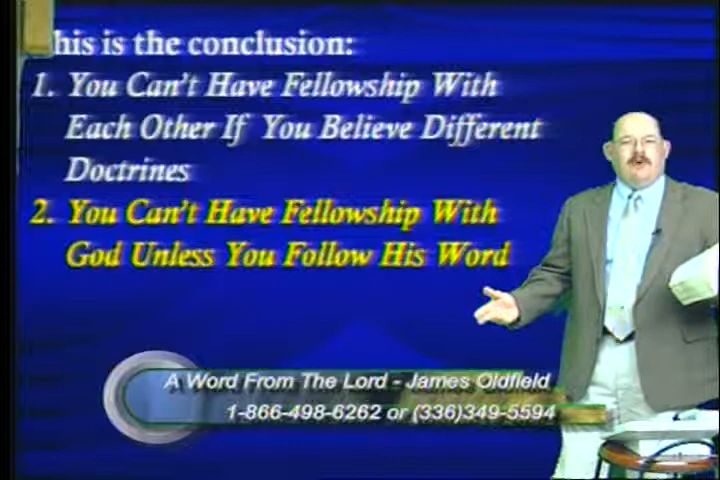 his is the conclusion:
1. You Can't Have Fellowship With
Each Other If You Believe Different
Doctrines
2. You Can't Have Fellowship With
God Unless You Follow His Word
A Word From The Lord - James Oldfield
1-866-498-6262 or (336)349-5594